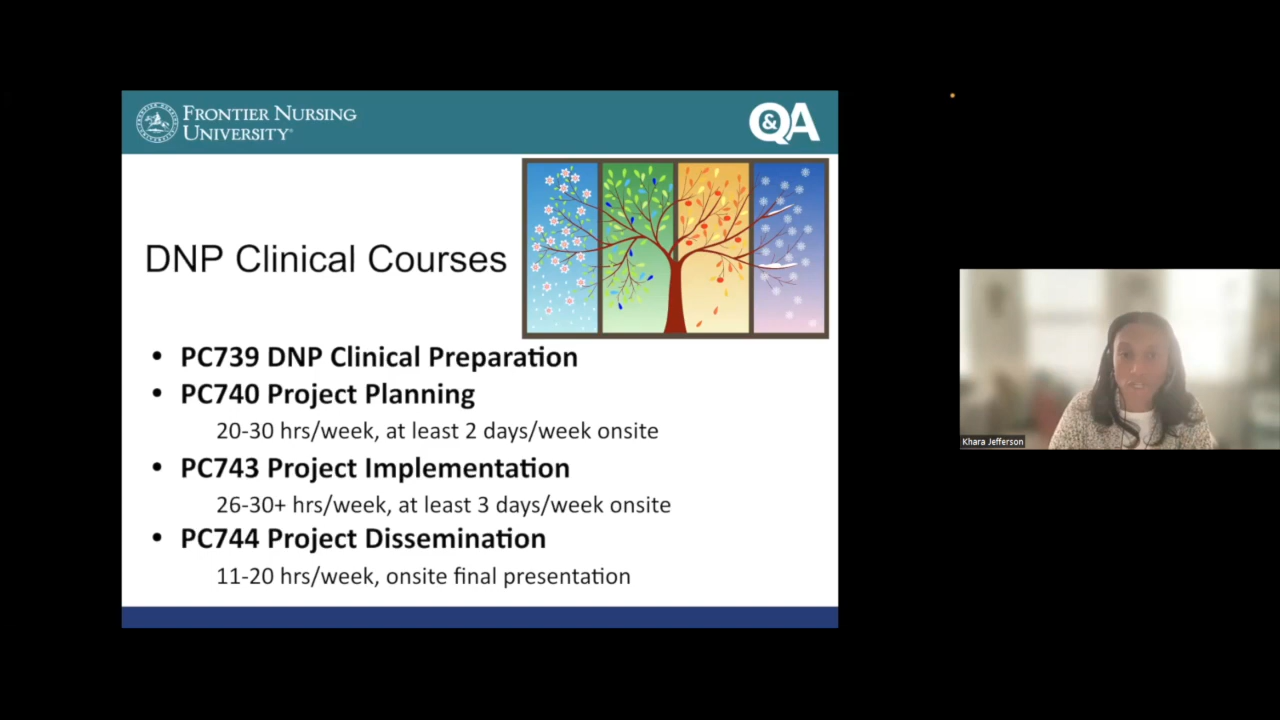 FRONTIER NURSING
UNIVERSITY
Q&A
DNP Clinical Courses
• PC739 DNP Clinical Preparation
• PC740 Project Planning
20-30 hrs/week, at least 2 days/week onsite
• PC743 Project Implementation
26-30+ hrs/week, at least 3 days/week onsite
• PC744 Project Dissemination
11-20 hrs/week, onsite final presentation
Khara Jefferson